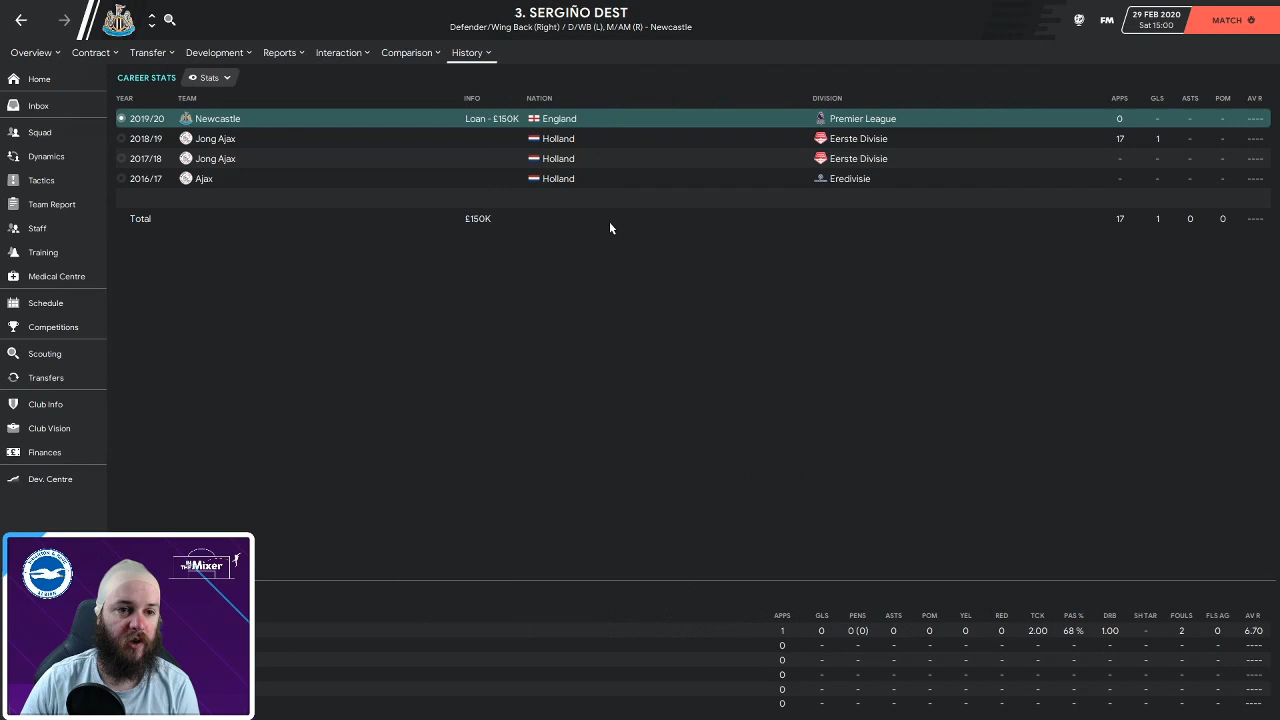 3. SERGIÑO DEST
Defender/Wing Back (Right) / D/WB (L), M/AM (R) - Newcastle
FM
29 FEB 2020
Sat 15:00
MATCH
Overview Contract Transfer Development Reports Interaction Comparison History
CAREER STATS Stats
YEAR TEAM INFO NATION DIVISION APPS GLS ASTS POM AV R
2019/20 Newcastle Loan - £150K England Premier League 0 - - - ----
2018/19 Jong Ajax Holland Eerste Divisie 17 1 - - ----
2017/18 Jong Ajax Holland Eerste Divisie - - - - ----
2016/17 Ajax Holland Eredivisie - - - - ----
Total £150K 17 1 0 0 ----
Home
Inbox
Squad
Dynamics
Tactics
Team Report
Staff
Training
Medical Centre
Schedule
Competitions
Scouting
Transfers
Club Info
Club Vision
Finances
Dev. Centre
IN THE Mixer
APPS GLS PENS ASTS POM YEL RED TCK PAS % DRB SH TAR FOULS FLS AG AV R
1 0 0 (0) 0 0 0 0 2.00 68 % 1.00 - 2 0 6.70
0 - - - - - - - - - - - - ----
0 - - - - - - - - - - - - ----
0 - - - - - - - - - - - - ----
0 - - - - - - - - - - - - ----
0 - - - - - - - - - - - - ----